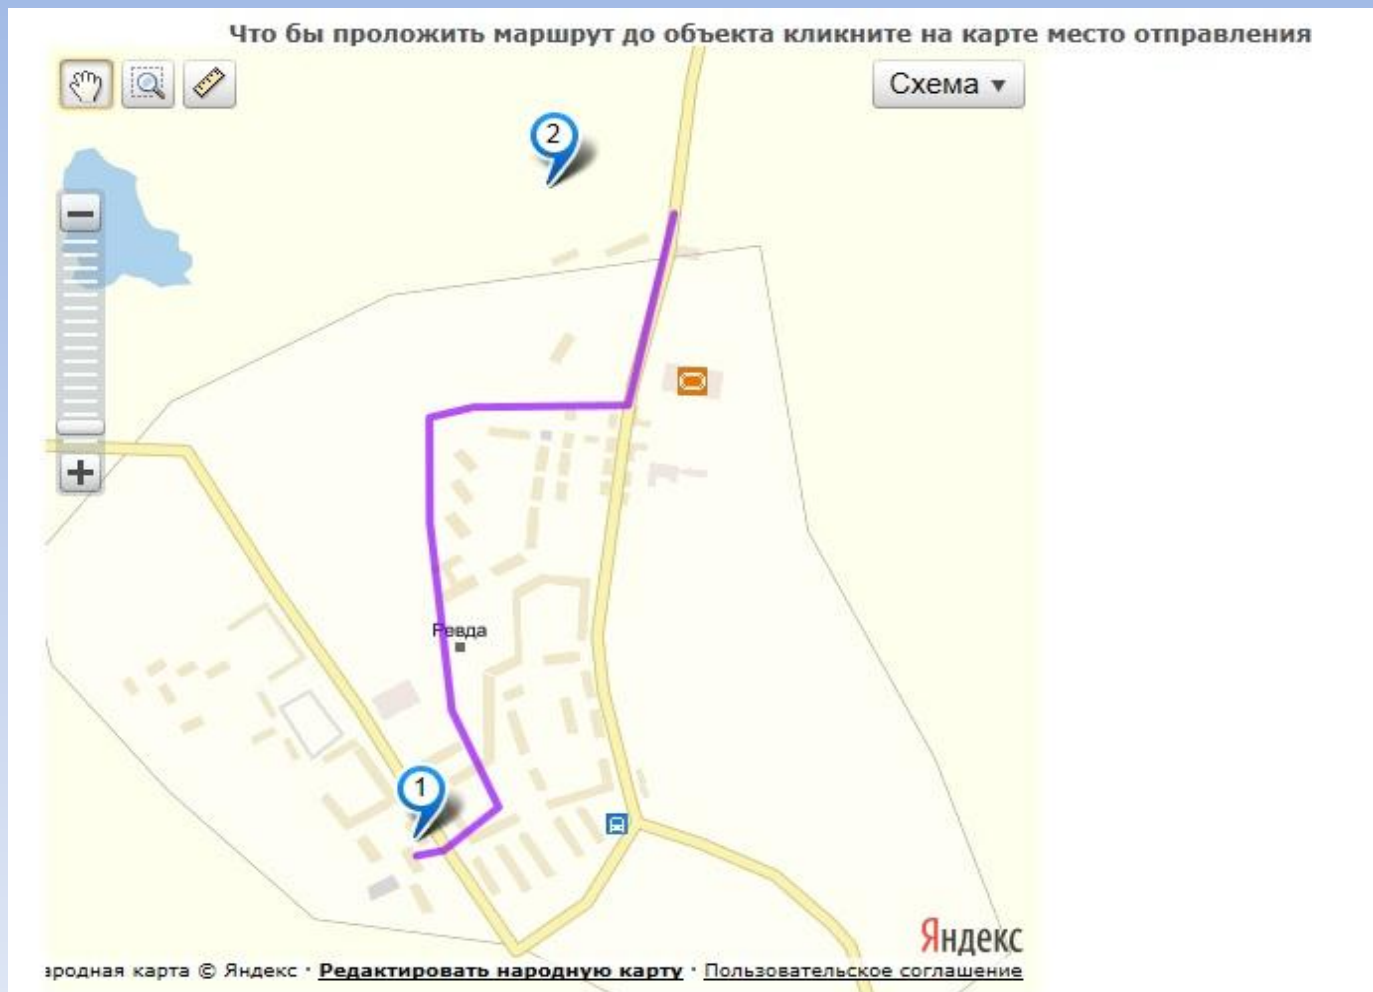 Что бы проложить маршрут до объекта кликните на карте место отправления
Схема
2
Ревда
1
Яндекс
ародная карта © Яндекс · Редактировать народную карту · Пользовательское соглашение